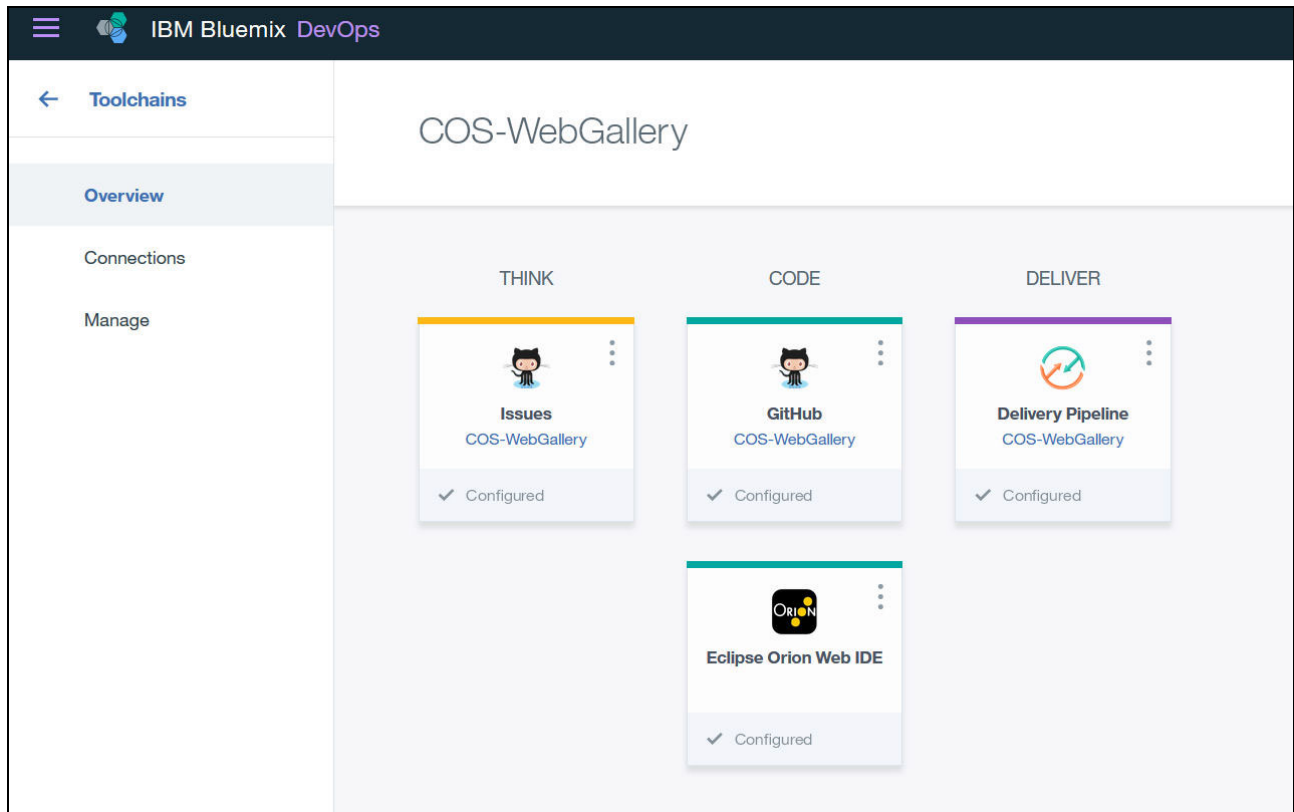 IBM Bluemix DevOps
Toolchains
COS-WebGallery
Overview
Connections
Manage
THINK
CODE
DELIVER
Issues
COS-WebGallery
Configured
GitHub
COS-WebGallery
Configured
Delivery Pipeline
COS-WebGallery
Configured
ORION
Eclipse Orion Web IDE
Configured